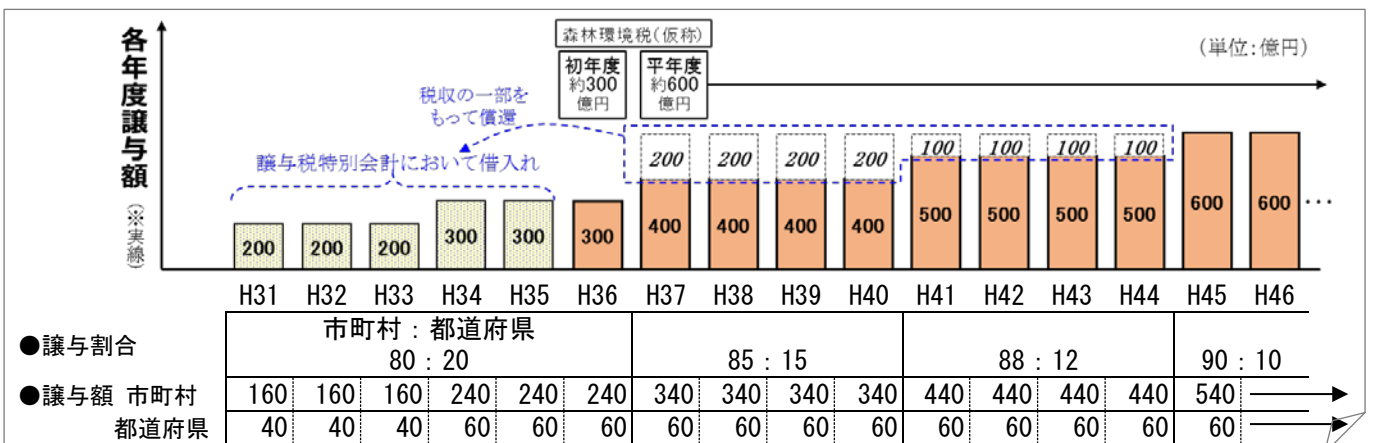 各年度譲与額
(※実線)
森林環境税(仮称)
初年度
約300
億円
平年度
約600
億円
(単位:億円)
税収の一部を
もって償還
譲与税特別会計において借入れ
200 200 200 200 100 100 100 100
200 200 200 300 300 300 400 400 400 400 500 500 500 500 600 600 ･･･
H31 H32 H33 H34 H35 H36 H37 H38 H39 H40 H41 H42 H43 H44 H45 H46
●譲与割合
市町村:都道府県
80:20 85:15 88:12 90:10
●譲与額 市町村 160 160 160 240 240 240 340 340 340 340 440 440 440 440 540
都道府県 40 40 40 60 60 60 60 60 60 60 60 60 60 60 60